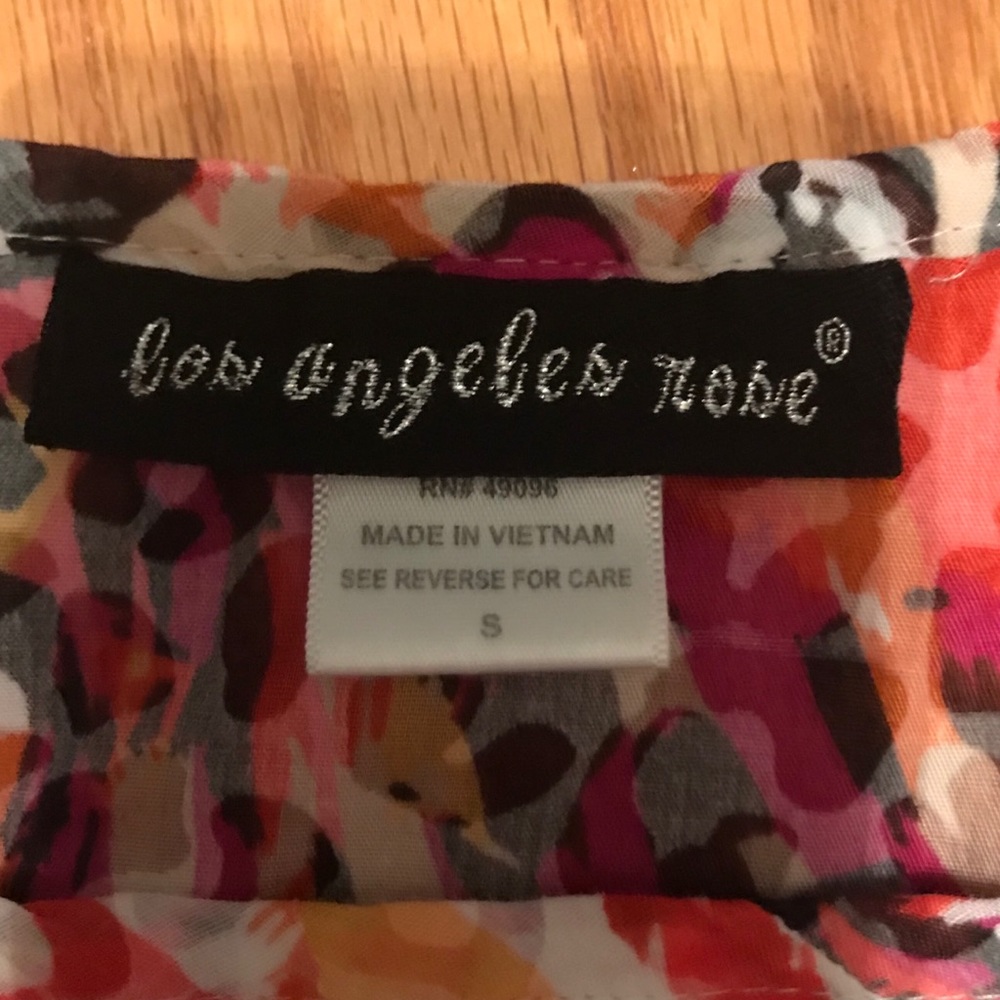 los angeles rose®
RN# 49096
MADE IN VIETNAM
SEE REVERSE FOR CARE
S